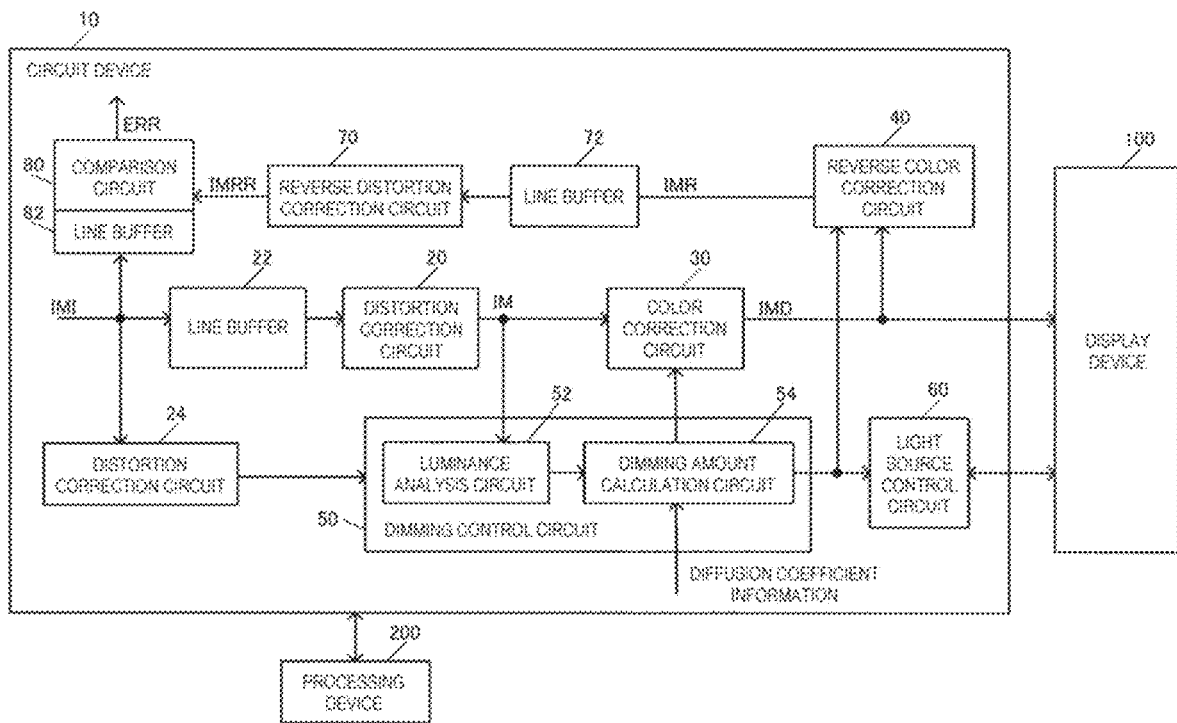 10
CIRCUIT DEVICE
ERR
80
COMPARISON
CIRCUIT
82
LINE BUFFER
IMRR
70
REVERSE DISTORTION
CORRECTION CIRCUIT
72
LINE BUFFER
IMR
40
REVERSE COLOR
CORRECTION
CIRCUIT
100
DISPLAY
DEVICE
IMI
22
LINE BUFFER
20
DISTORTION
CORRECTION
CIRCUIT
IM
30
COLOR
CORRECTION
CIRCUIT
IMD
24
DISTORTION
CORRECTION CIRCUIT
52
LUMINANCE
ANALYSIS CIRCUIT
54
DIMMING AMOUNT
CALCULATION CIRCUIT
60
LIGHT
SOURCE
CONTROL
CIRCUIT
50
DIMMING CONTROL CIRCUIT
DIFFUSION COEFFICIENT
INFORMATION
200
PROCESSING
DEVICE